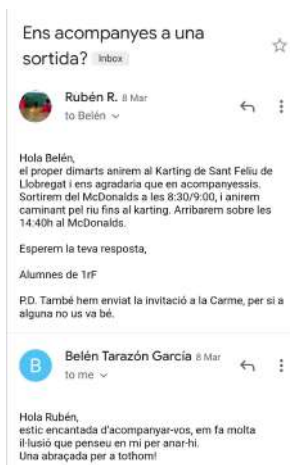 Ens acompanyes a una
sortida? Inbox
Rubén R. 8 Mar
to Belén
Hola Belén,
el proper dimarts anirem al Karting de Sant Feliu de
Llobregat i ens agradaria que en acompanyessis.
Sortirem del McDonalds a les 8:30/9:00, i anirem
caminant pel riu fins al karting. Arribarem sobre les
14:40h al McDonalds.
Esperem la teva resposta,
Alumnes de 1rF
P.D. També hem enviat la invitació a la Carme, per si a
alguna no us va bé.
B
Belén Tarazón García 8 Mar
to me
Hola Rubén,
estic encantada d'acompanyar-vos, em fa molta
il·lusió que penseu en mi per anar-hi.
Una abraçada per a tothom!